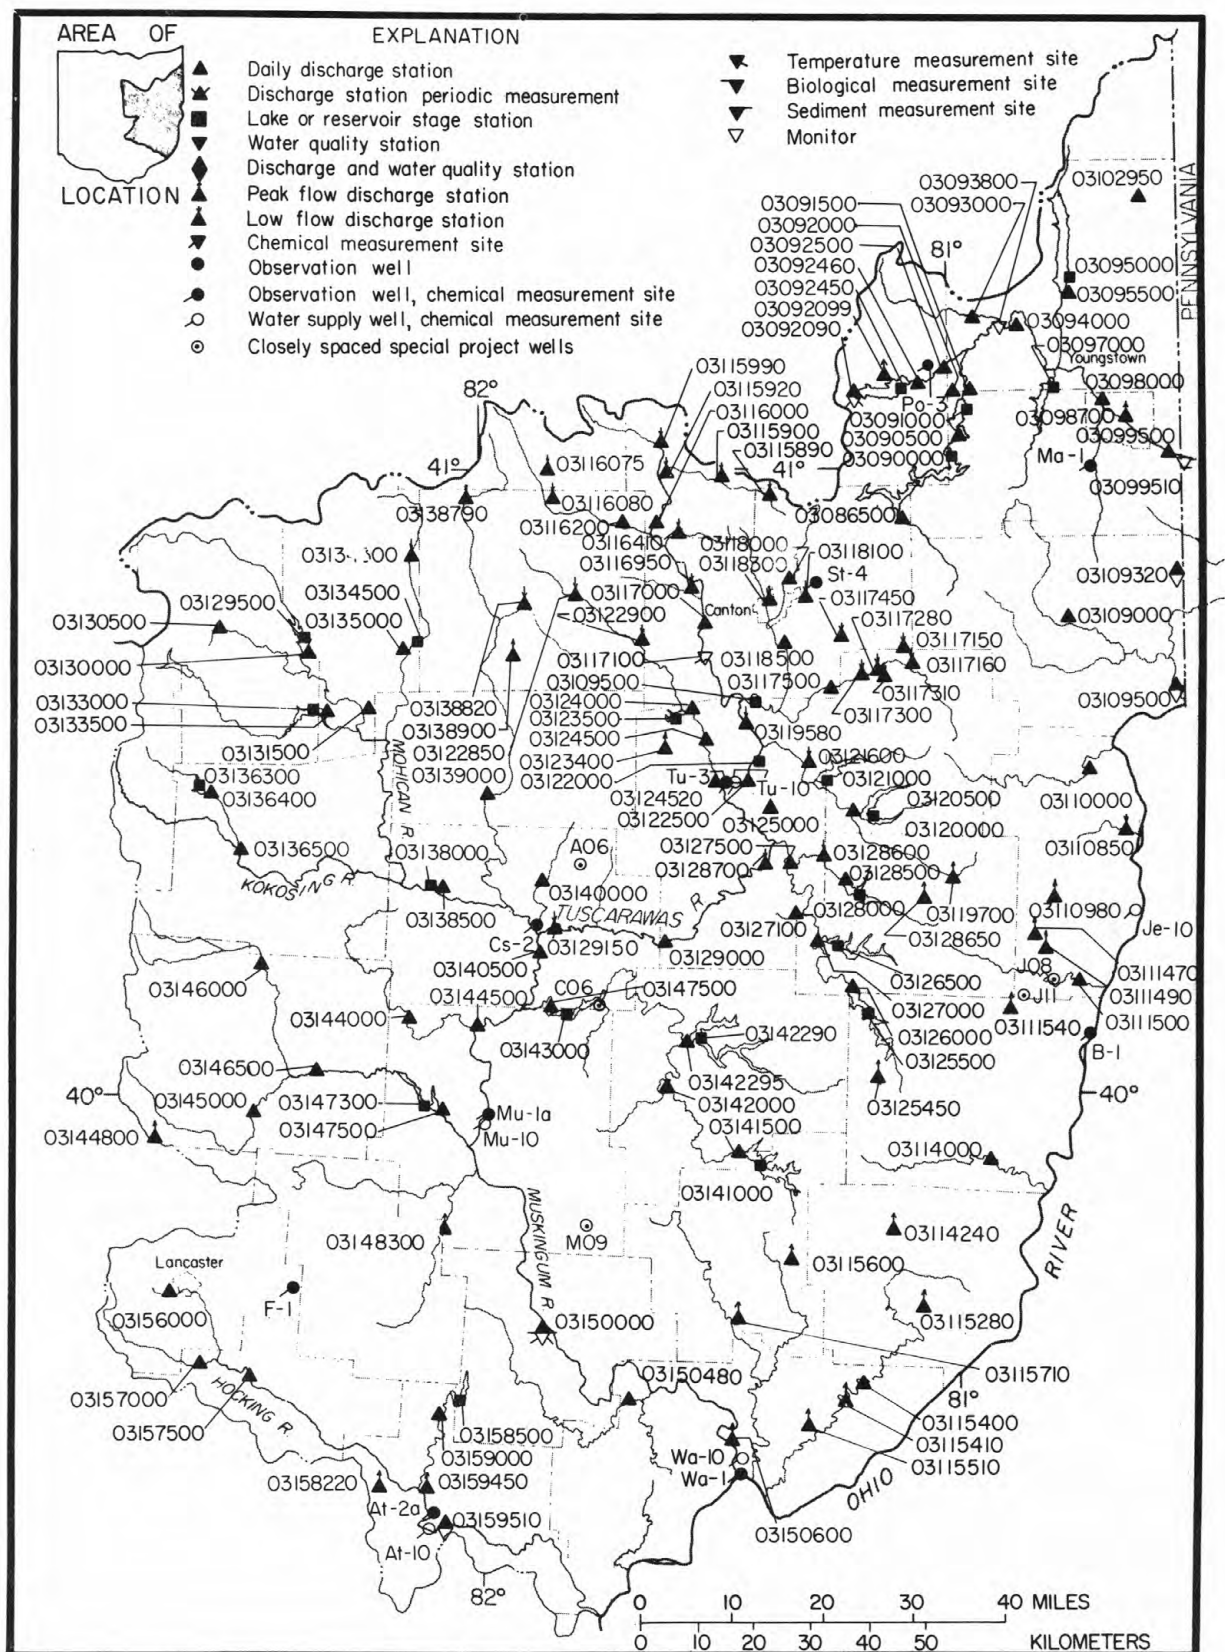 AREA OF
LOCATION
EXPLANATION
Daily discharge station
Discharge station periodic measurement
Lake or reservoir stage station
Water quality station
Discharge and water quality station
Peak flow discharge station
Low flow discharge station
Chemical measurement site
Observation well
Observation well, chemical measurement site
Water supply well, chemical measurement site
Closely spaced special project wells
Temperature measurement site
Biological measurement site
Sediment measurement site
Monitor
PENNSYLVANIA
03093800
03093000
03102950
03091500
03092000
03092500
03092460
03092450
03092099
03092090
81°
03095000
03095500
03094000
03097000
Youngstown
03098000
03098700
03099500
Ma-1
03099510
Po-3
03091000
03090500
03090000
03086500
82°
03115990
03115920
03116000
03115900
03115890
41°
41°
03116075
03116080
03138790
03116200
03116410
03116950
03118000
03118300
03118100
St-4
03117450
03117280
03117150
03117160
03117310
03117300
03117000
Canton
03122900
03117100
03118500
03117500
03109500
03124000
03123500
03124500
03123400
03122000
03119580
03109320
03109000
03109500
03134500
03135000
03129500
03130500
03130000
03133000
03133500
03131500
03138820
03138900
03122850
03139000
MOHICAN R.
03136300
03136400
03136500
KOKOSING R.
03138000
03138500
A06
03140000
TUSCARAWAS R
Tu-3
Tu-10
03124520
03122500
03125000
03121600
03121000
03120500
03120000
03127500
03128700
03128600
03128500
03128000
03119700
03128650
03127100
03110000
03110850
03110980
Je-10
J08
J11
03111470
03111490
03111500
03111540
B-1
03126500
03127000
03126000
03125500
03125450
Cs-2
03129150
03140500
03129000
C06
03147500
03143000
03144500
03144000
03146000
03146500
03145000
03147300
03147500
40°
03144800
Mu-1a
Mu-10
03142290
03142295
03142000
03141500
03141000
40°
03114000
03114240
03148300
M09
MUSKINGUM R.
03115600
03115280
RIVER
OHIO
Lancaster
03156000
F-1
03150000
03150480
03115710
81°
03115400
03115410
03115510
03157000
03157500
HOCKING R.
03158500
03159000
03159450
03158220
At-2a
03159510
At-10
Wa-10
Wa-1
03150600
82°
0 10 20 30 40 MILES
0 10 20 30 40 50 KILOMETERS